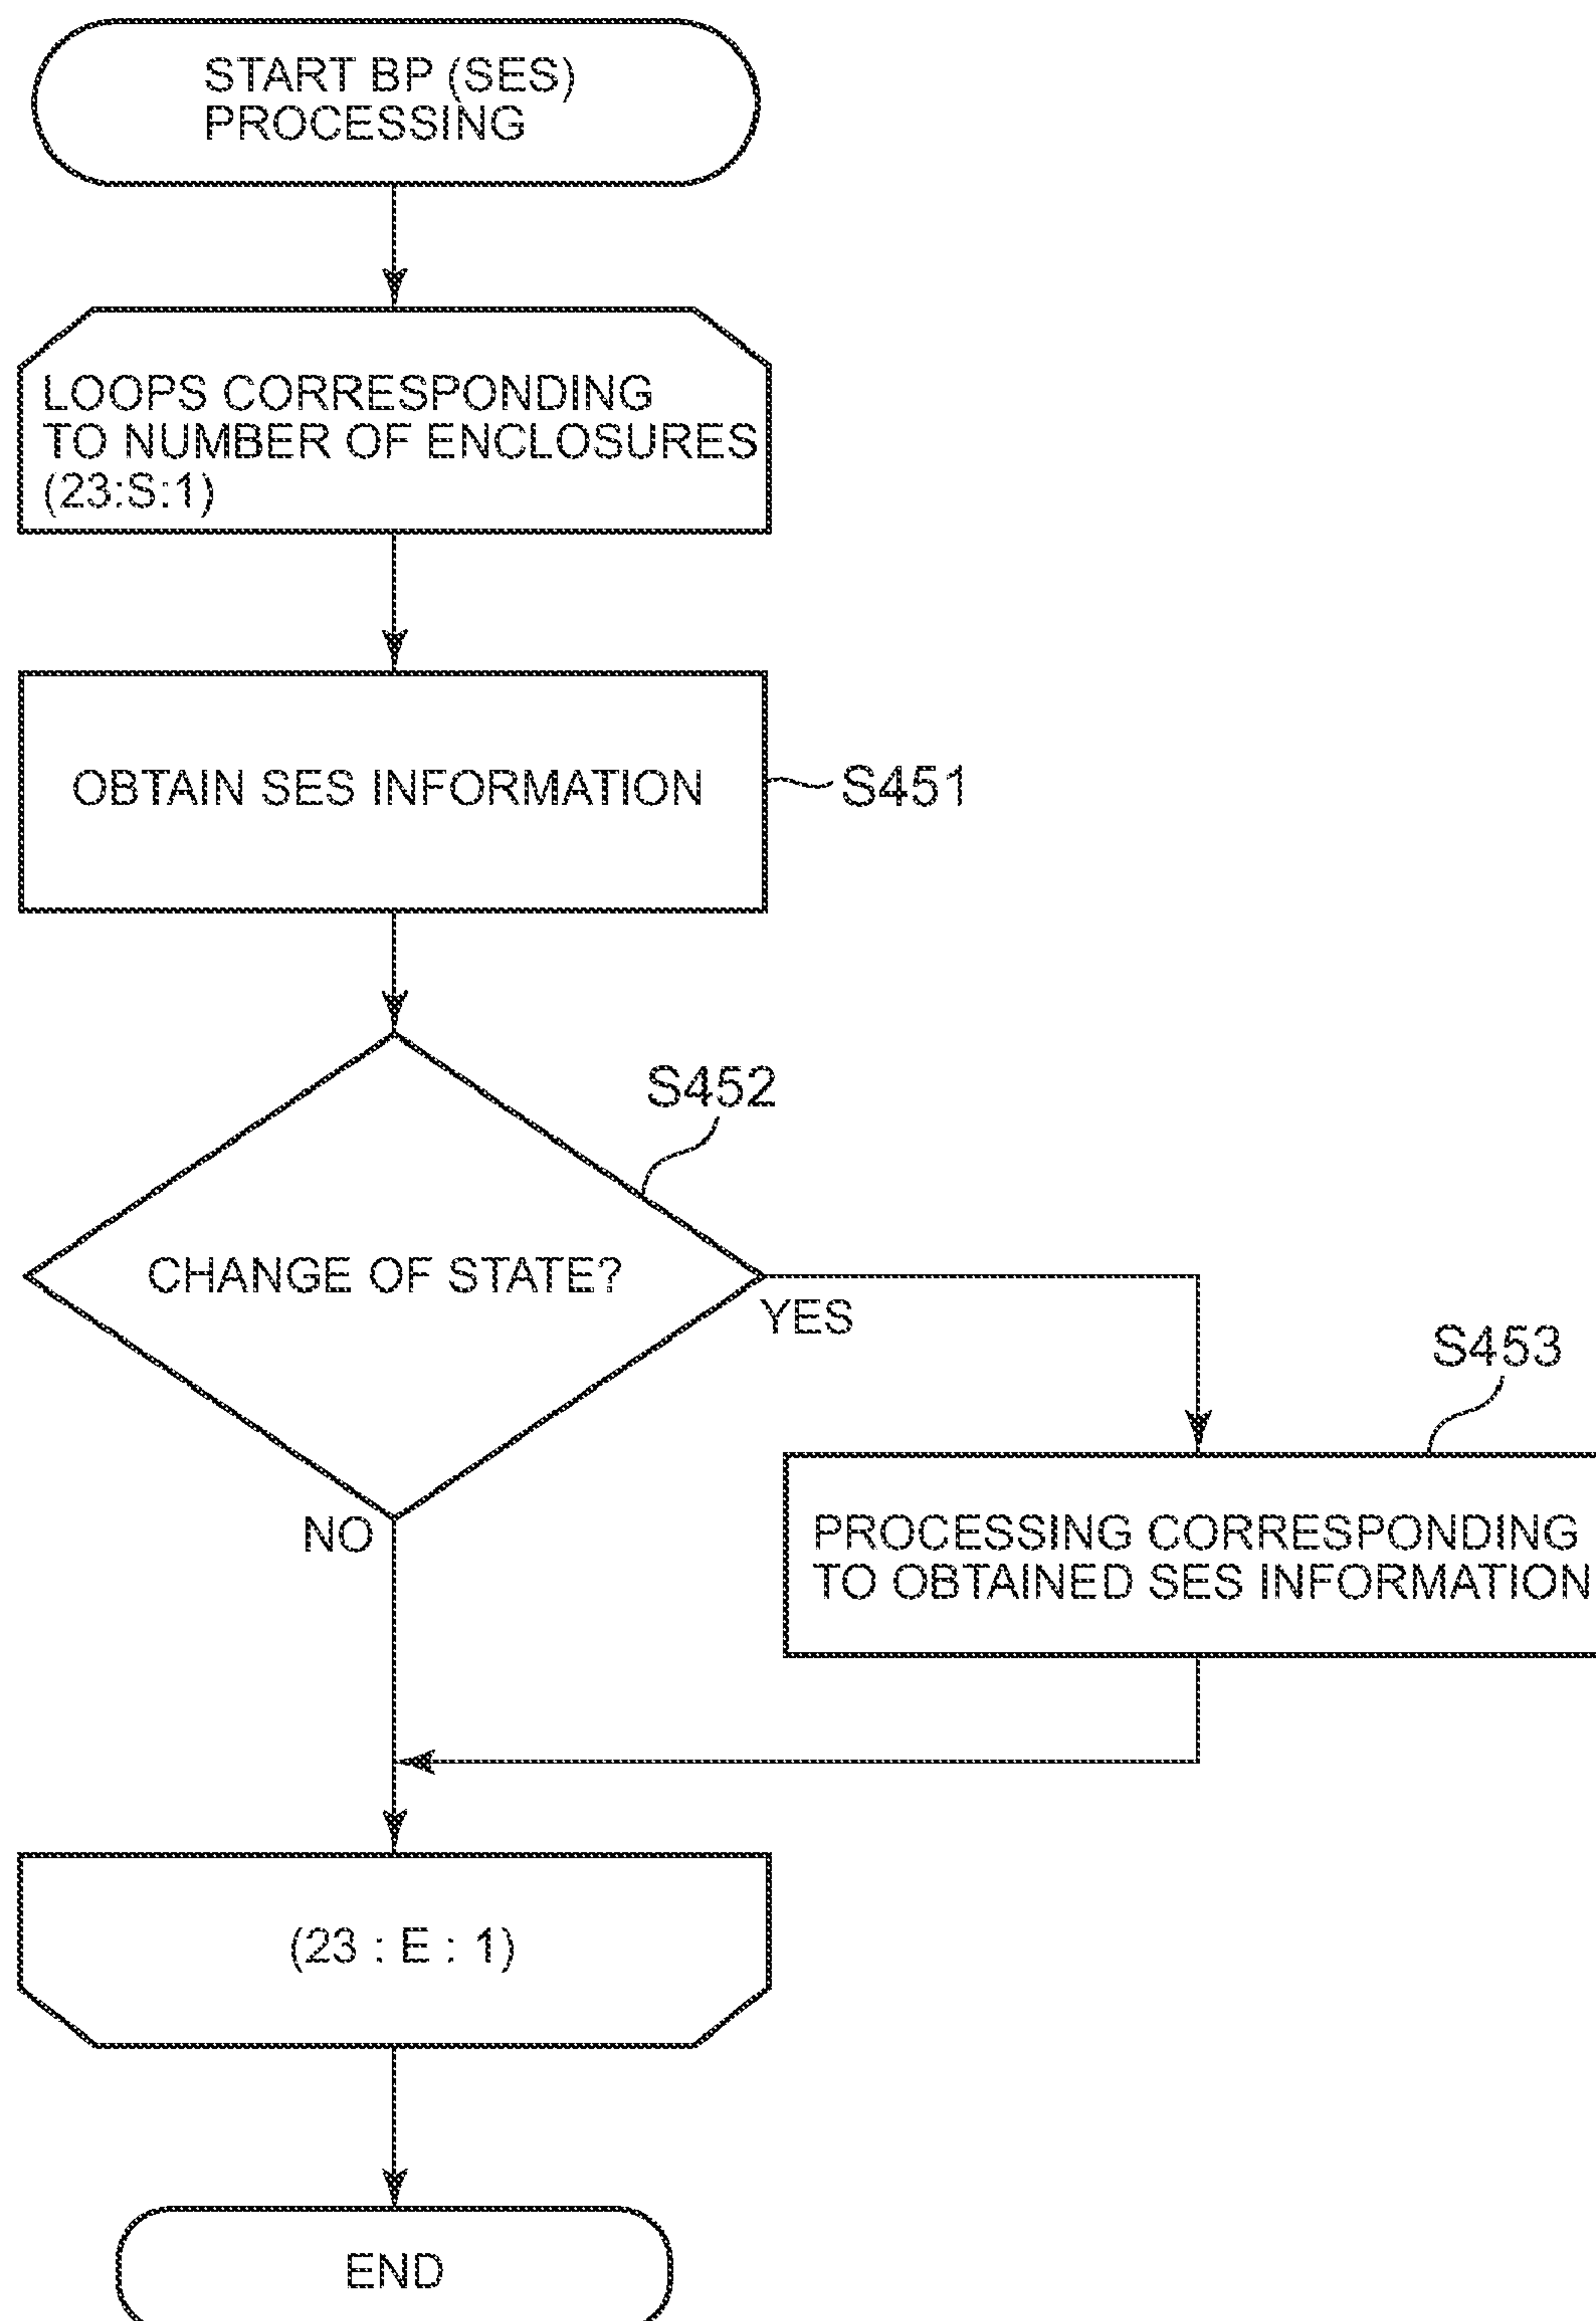 START BP (SES)
PROCESSING
LOOPS CORRESPONDING
TO NUMBER OF ENCLOSURES
(23:S:1)
OBTAIN SES INFORMATION
S451
S452
CHANGE OF STATE?
YES
S453
NO
PROCESSING CORRESPONDING
TO OBTAINED SES INFORMATION
(23 : E : 1)
END